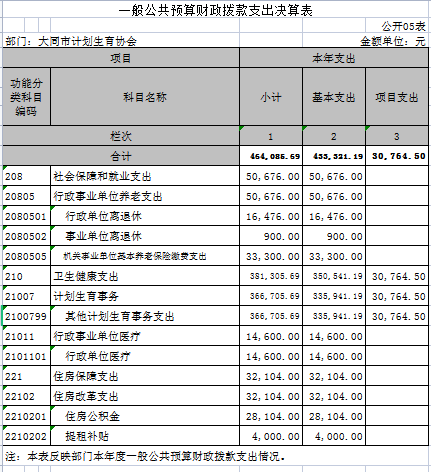 一般公共预算财政拨款支出决算表
公开05表
部门：大同市计划生育协会 金额单位：元
项目 本年支出
功能分类科目编码 科目名称 小计 基本支出 项目支出
栏次 1 2 3
合计 464,085.69 433,321.19 30,764.50
208 社会保障和就业支出 50,676.00 50,676.00
20805 行政事业单位养老支出 50,676.00 50,676.00
2080501 行政单位离退休 16,476.00 16,476.00
2080502 事业单位离退休 900.00 900.00
2080505 机关事业单位基本养老保险缴费支出 33,300.00 33,300.00
210 卫生健康支出 381,305.69 350,541.19 30,764.50
21007 计划生育事务 366,705.69 335,941.19 30,764.50
2100799 其他计划生育事务支出 366,705.69 335,941.19 30,764.50
21011 行政事业单位医疗 14,600.00 14,600.00
2101101 行政单位医疗 14,600.00 14,600.00
221 住房保障支出 32,104.00 32,104.00
22102 住房改革支出 32,104.00 32,104.00
2210201 住房公积金 28,104.00 28,104.00
2210202 提租补贴 4,000.00 4,000.00
注：本表反映部门本年度一般公共预算财政拨款支出情况。